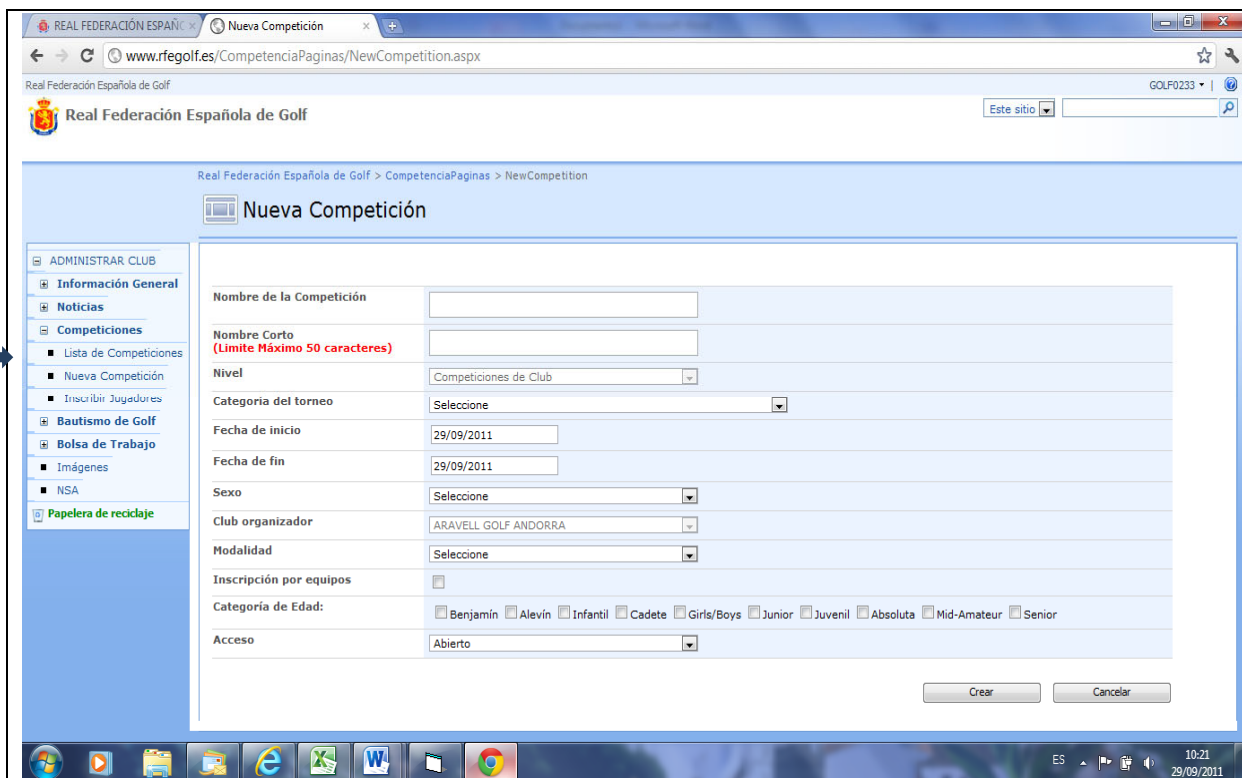 REAL FEDERACIÓN ESPAÑC
Nueva Competición
www.rfegolf.es/CompetenciaPaginas/NewCompetition.aspx
Real Federación Española de Golf
GOLF0233
Real Federación Española de Golf
Este sitio
Real Federación Española de Golf > CompetenciaPaginas > NewCompetition
Nueva Competición
ADMINISTRAR CLUB
Información General
Noticias
Competiciones
Lista de Competiciones
Nueva Competición
Inscribir Jugadores
Bautismo de Golf
Bolsa de Trabajo
Imágenes
NSA
Papelera de reciclaje
Nombre de la Competición
Nombre Corto
(Limite Máximo 50 caracteres)
Nivel
Competiciones de Club
Categoria del torneo
Seleccione
Fecha de inicio
29/09/2011
Fecha de fin
29/09/2011
Sexo
Seleccione
Club organizador
ARAVELL GOLF ANDORRA
Modalidad
Seleccione
Inscripción por equipos
Categoría de Edad:
Benjamín Alevín Infantil Cadete Girls/Boys Junior Juvenil Absoluta Mid-Amateur Senior
Acceso
Abierto
Crear Cancelar
ES
10:21
29/09/2011